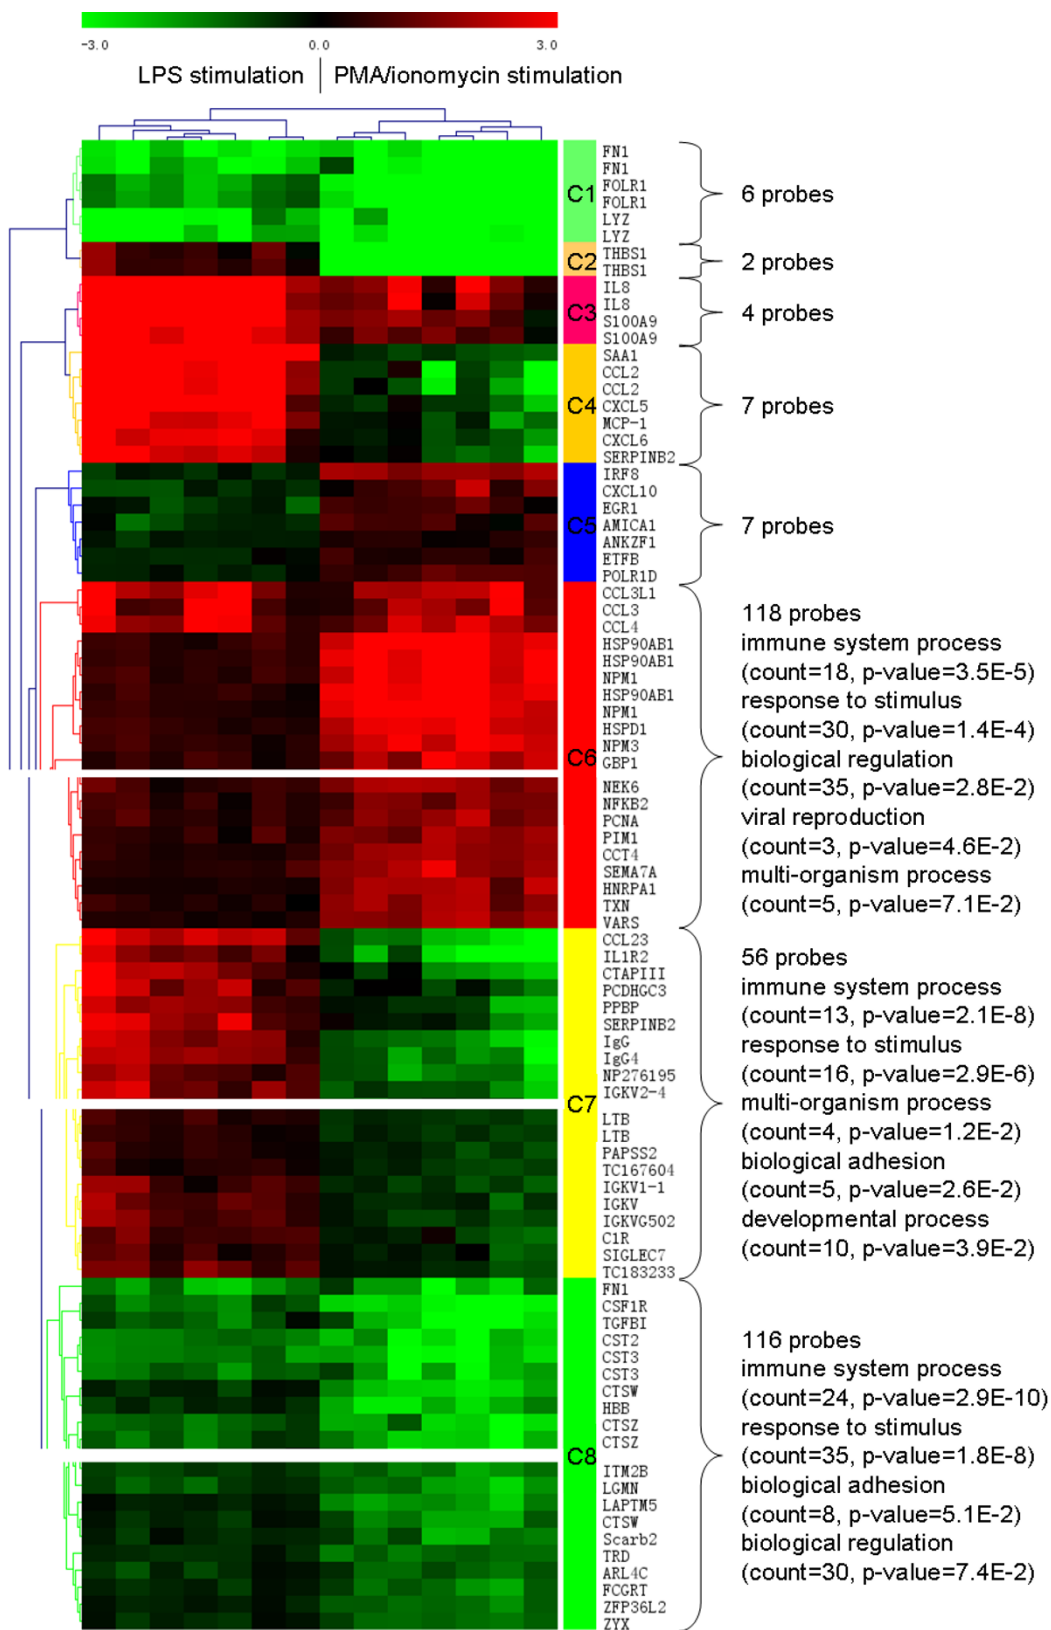 -3.0 0.0 3.0
LPS stimulation PMA/ionomycin stimulation
C1
FN1
FN1
FOLR1
FOLR1
LYZ
LYZ
6 probes
C2
THBS1
THBS1
2 probes
C3
IL8
IL8
S100A9
S100A9
4 probes
C4
SAA1
CCL2
CCL2
CXCL5
MCP-1
CXCL6
SERPINB2
7 probes
C5
IRF8
CXCL10
EGR1
AMICA1
ANKZF1
ETFB
POLR1D
7 probes
C6
CCL3L1
CCL3
CCL4
HSP90AB1
HSP90AB1
NPM1
HSP90AB1
NPM1
HSPD1
NPM3
GBP1
NEK6
NFKB2
PCNA
PIM1
CCT4
SEMA7A
HNRPA1
TXN
VARS
118 probes
immune system process
(count=18, p-value=3.5E-5)
response to stimulus
(count=30, p-value=1.4E-4)
biological regulation
(count=35, p-value=2.8E-2)
viral reproduction
(count=3, p-value=4.6E-2)
multi-organism process
(count=5, p-value=7.1E-2)
C7
CCL23
IL1R2
CTAPIII
PCDHGC3
PPBP
SERPINB2
IgG
IgG4
NP276195
IGKV2-4
LTB
LTB
PAPSS2
TC167604
IGKV1-1
IGKV
IGKVG502
C1R
SIGLEC7
TC183233
56 probes
immune system process
(count=13, p-value=2.1E-8)
response to stimulus
(count=16, p-value=2.9E-6)
multi-organism process
(count=4, p-value=1.2E-2)
biological adhesion
(count=5, p-value=2.6E-2)
developmental process
(count=10, p-value=3.9E-2)
C8
FN1
CSF1R
TGFBI
CST2
CST3
CST3
CTSW
HBB
CTSZ
CTSZ
ITM2B
LGMN
LAPTM5
CTSW
Scarb2
TRD
ARL4C
FCGRT
ZFP36L2
ZYX
116 probes
immune system process
(count=24, p-value=2.9E-10)
response to stimulus
(count=35, p-value=1.8E-8)
biological adhesion
(count=8, p-value=5.1E-2)
biological regulation
(count=30, p-value=7.4E-2)